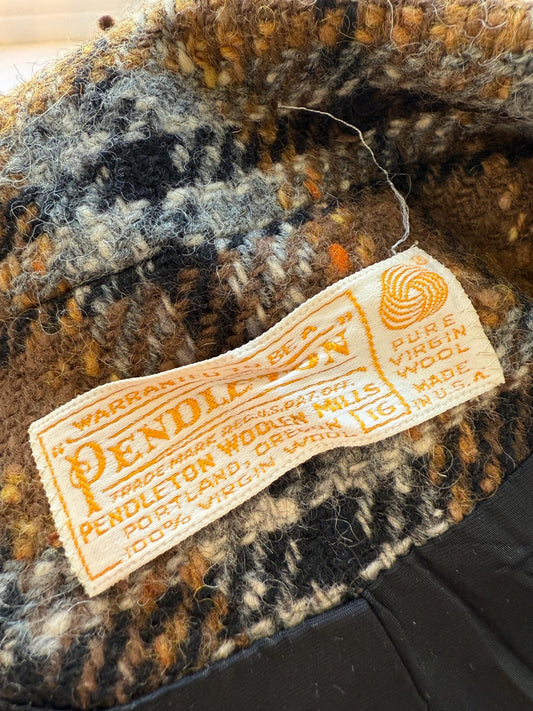 "WARRANTED TO BE A
PENDLETON"
TRADE MARK REG. U.S. PAT. OFF.
PENDLETON WOOLEN MILLS
PORTLAND, OREGON
100% VIRGIN WOOL
IG
PURE
VIRGIN
WOOL
MADE
IN U.S.A.